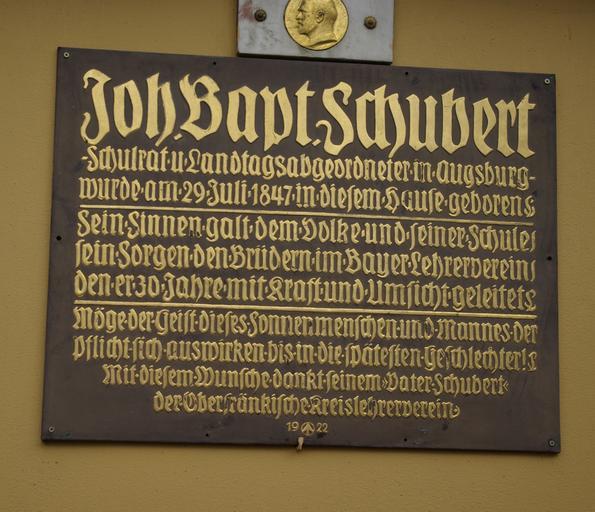 Joh. Bapt. Schubert
-Schulrat·u·Landtagsabgeordneter·in·Augsburg-
wurde·am·29·Juli·1847·in·diesem·Hause·geboren
Sein·Sinnen·galt·dem·Volke·und·seiner·Schule
sein·Sorgen·den·Brüdern·im·Bayer·Lehrerverein
den·er·30·Jahre·mit·Kraft·und·Umsicht·geleitet
Möge·der·Geist·dieses·Sonnenmenschen·und·Mannes·der
Pflicht·sich·auswirken·bis·in·die·spätesten·Geschlechter!
Mit·diesem·Wunsche·dankt·seinem»Vater·Schubert«
der·Oberfränkische·Kreislehrerverein
19 22